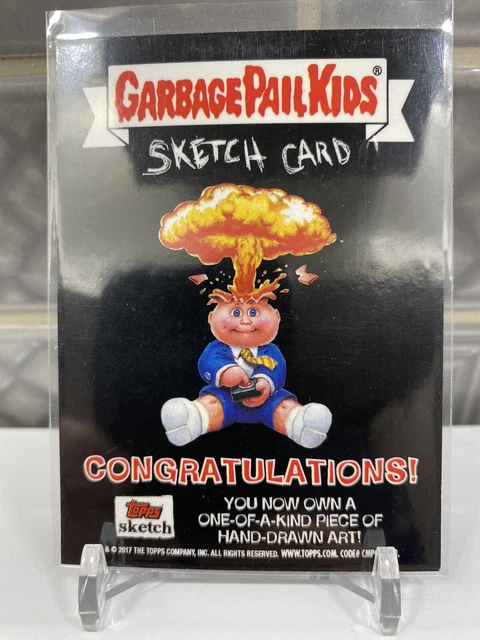 GARBAGE PAIL KIDS®
SKETCH CARD
CONGRATULATIONS!
Topps
sketch
YOU NOW OWN A
ONE-OF-A-KIND PIECE OF
HAND-DRAWN ART!
& © 2017 THE TOPPS COMPANY, INC. ALL RIGHTS RESERVED. WWW.TOPPS.COM. CODE#